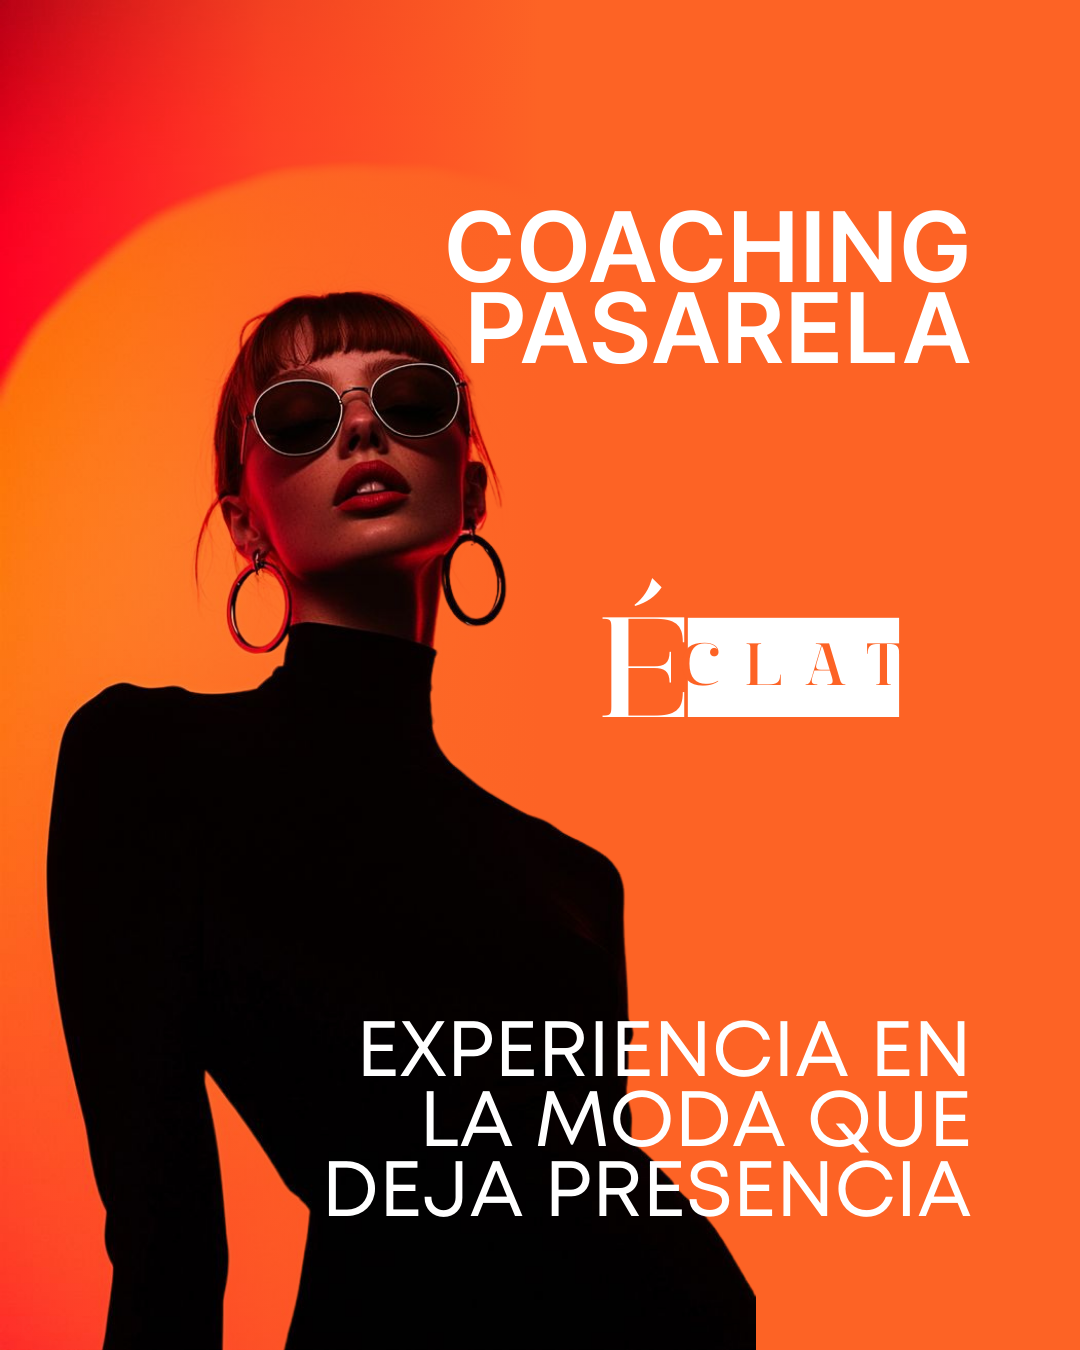 COACHING
PASARELA
ÉCLAT
EXPERIENCIA EN
LA MODA QUE
DEJA PRESENCIA